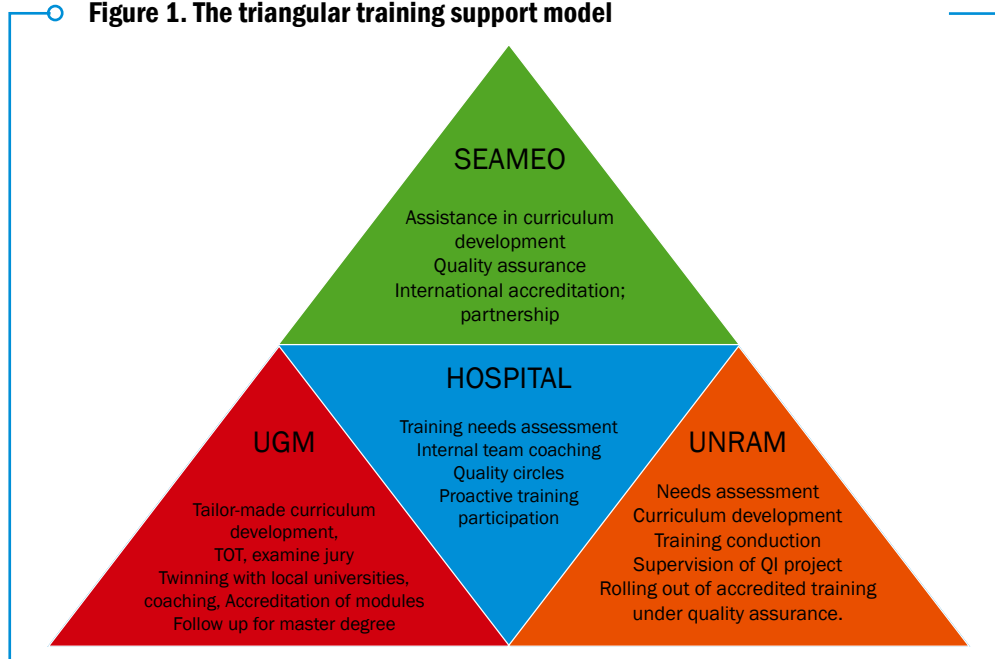 Figure 1. The triangular training support model
SEAMEO
Assistance in curriculum
development
Quality assurance
International accreditation;
partnership
HOSPITAL
Training needs assessment
Internal team coaching
Quality circles
Proactive training
participation
UGM
Tailor-made curriculum
development,
TOT, examine jury
Twinning with local universities,
coaching, Accreditation of modules
Follow up for master degree
UNRAM
Needs assessment
Curriculum development
Training conduction
Supervision of QI project
Rolling out of accredited training
under quality assurance.